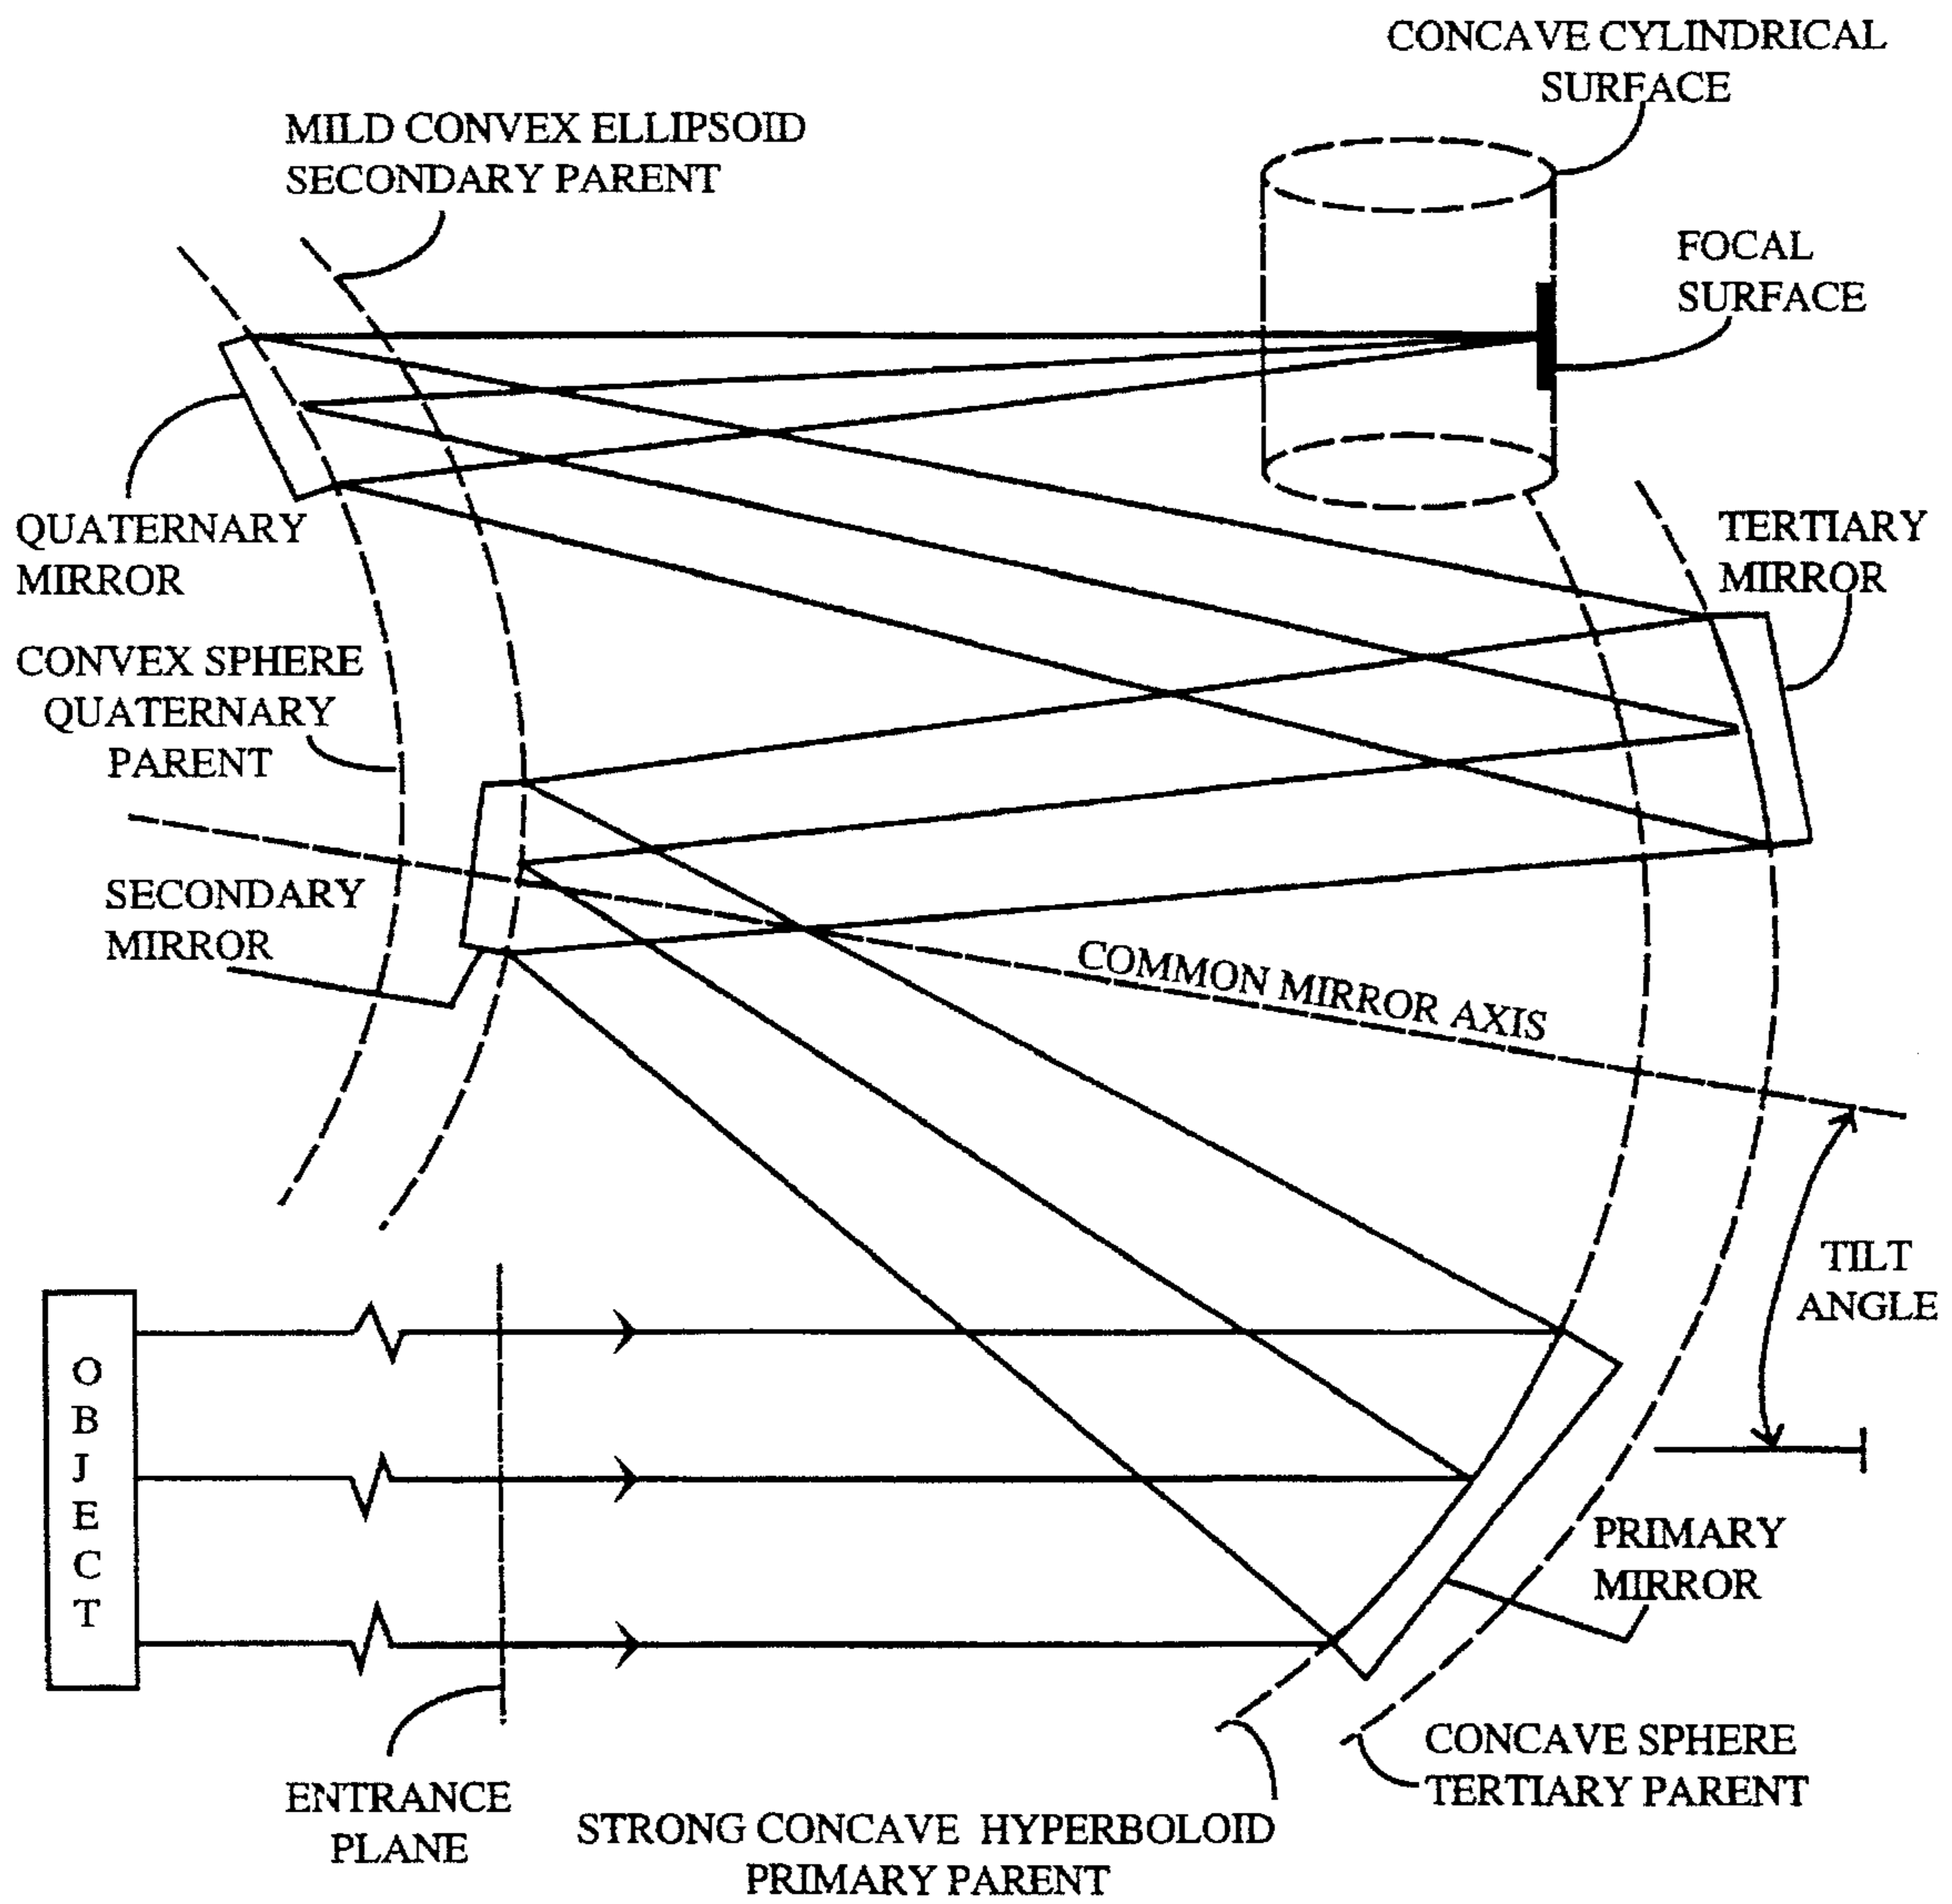 CONCAVE CYLINDRICAL
SURFACE
MILD CONVEX ELLIPSOID
SECONDARY PARENT
FOCAL
SURFACE
QUATERNARY
MIRROR
TERTIARY
MIRROR
CONVEX SPHERE
QUATERNARY
PARENT
SECONDARY
MIRROR
COMMON MIRROR AXIS
TILT
ANGLE
OBJECT
PRIMARY
MIRROR
ENTRANCE
PLANE
STRONG CONCAVE HYPERBOLOID
PRIMARY PARENT
CONCAVE SPHERE
TERTIARY PARENT